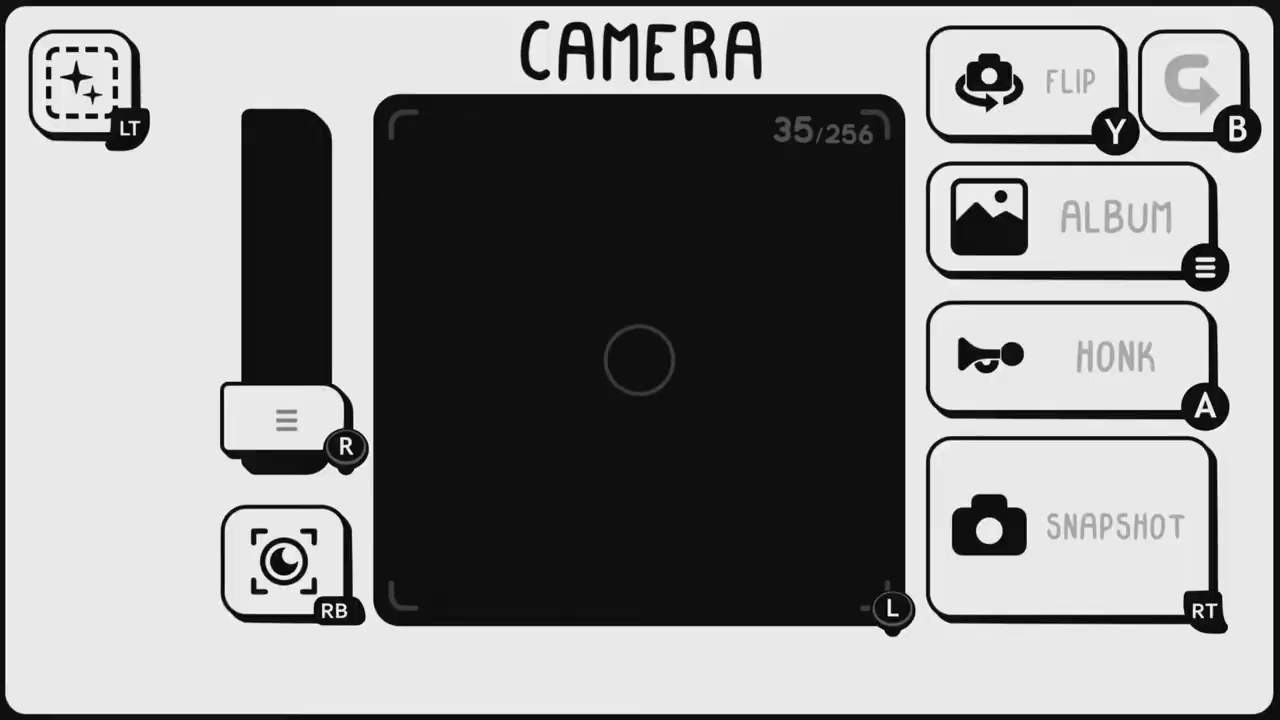 CAMERA
LT
35/256
FLIP
Y
B
ALBUM
HONK
A
R
SNAPSHOT
RB
L
RT